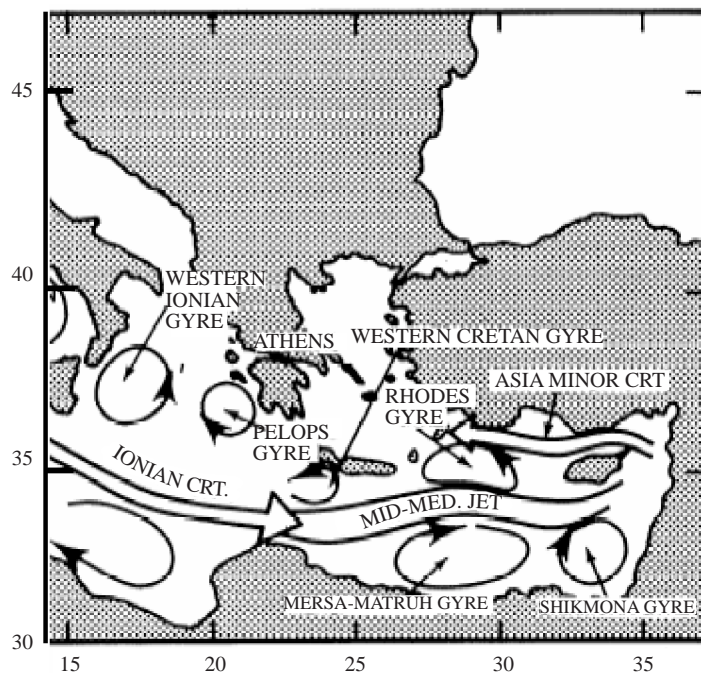 45
40
35
30
15
20
25
30
35
WESTERN
IONIAN
GYRE
ATHENS
WESTERN CRETAN GYRE
RHODES
GYRE
ASIA MINOR CRT
PELOPS
GYRE
IONIAN CRT.
MID-MED. JET
MERSA-MATRUH GYRE
SHIKMONA GYRE